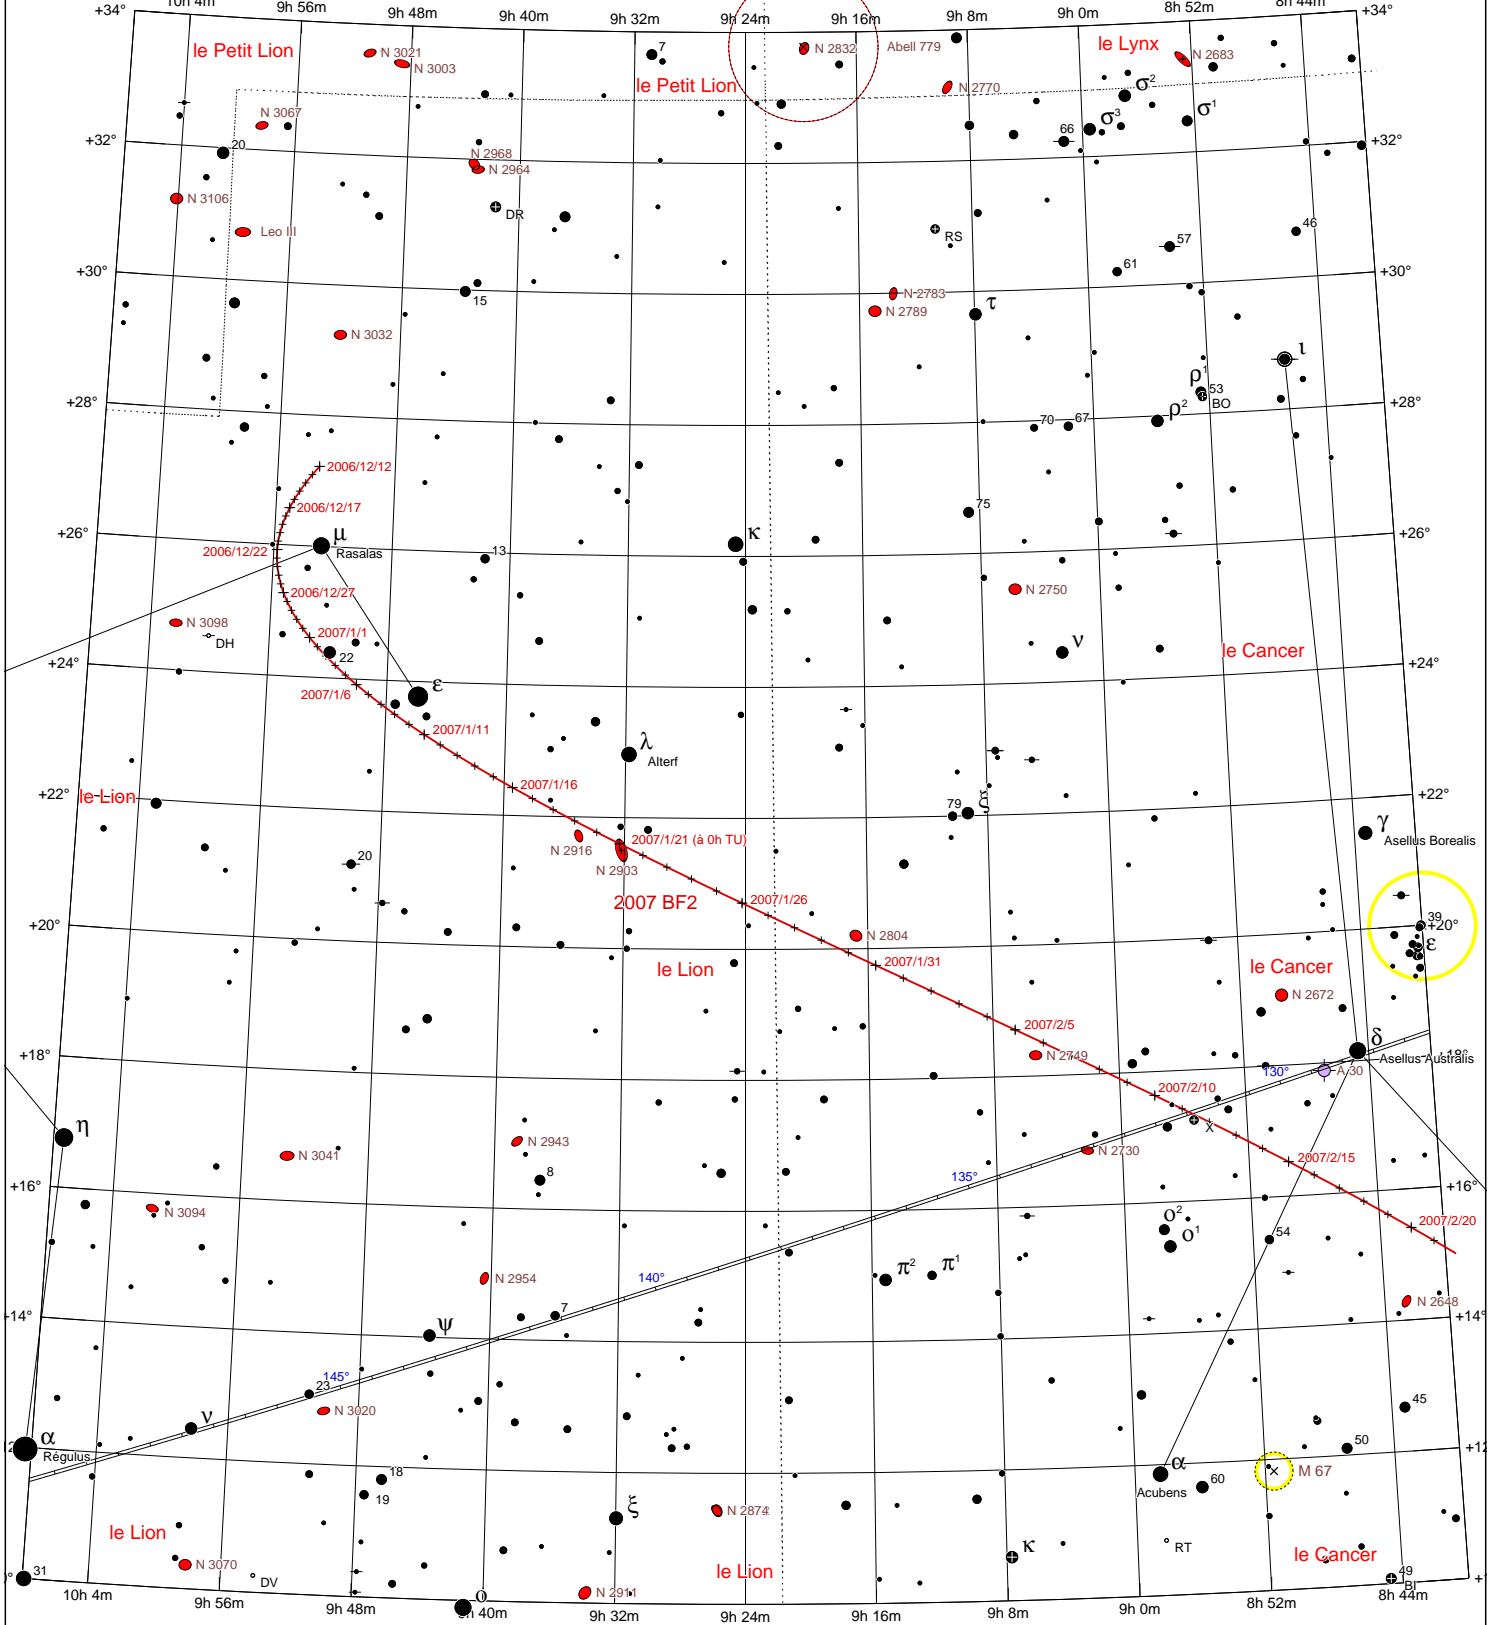 10h 4m
9h 56m
9h 48m
9h 40m
9h 32m
9h 24m
9h 16m
9h 8m
9h 0m
8h 52m
8h 44m
+34°
+34°
le Petit Lion
N 3021
N 3003
7
N 2832
Abell 779
le Lynx
N 2683
le Petit Lion
N 2770
σ2
N 3067
σ3
σ1
66
+32°
+32°
20
N 2968
N 2964
N 3106
DR
Leo III
RS
57
46
61
+30°
+30°
15
N 2783
N 2789
τ
N 3032
ι
ρ1
53
BO
+28°
+28°
ρ2
70
67
2006/12/12
2006/12/17
75
+26°
+26°
μ
Rasalas
κ
2006/12/22
13
2006/12/27
N 2750
N 3098
DH
2007/1/1
22
ν
le Cancer
+24°
+24°
2007/1/6
ε
2007/1/11
λ
Alterf
2007/1/16
+22°
+22°
le Lion
79
ξ
γ
Asellus Borealis
2007/1/21 (à 0h TU)
N 2916
N 2903
20
2007 BF2
2007/1/26
39
+20°
+20°
N 2804
ε
le Lion
2007/1/31
le Cancer
N 2672
2007/2/5
δ
+18°
+18°
N 2749
Asellus Australis
130°
A 30
2007/2/10
η
X
N 2943
N 3041
N 2730
2007/2/15
8
135°
+16°
+16°
N 3094
ο2
ο1
2007/2/20
54
140°
N 2954
π2
π1
N 2648
7
+14°
+14°
ψ
145°
23
N 3020
ν
45
α
Régulus
50
M 67
18
19
α
Acubens
60
ξ
N 2874
le Lion
κ
RT
le Cancer
N 3070
le Lion
49
BI
31
DV
ο
N 2911
10h 4m
9h 56m
9h 48m
9h 40m
9h 32m
9h 24m
9h 16m
9h 8m
9h 0m
8h 52m
8h 44m